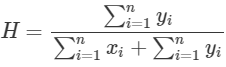 H = \frac{\sum_{i=1}^{n} y_i}{\sum_{i=1}^{n} x_i + \sum_{i=1}^{n} y_i}